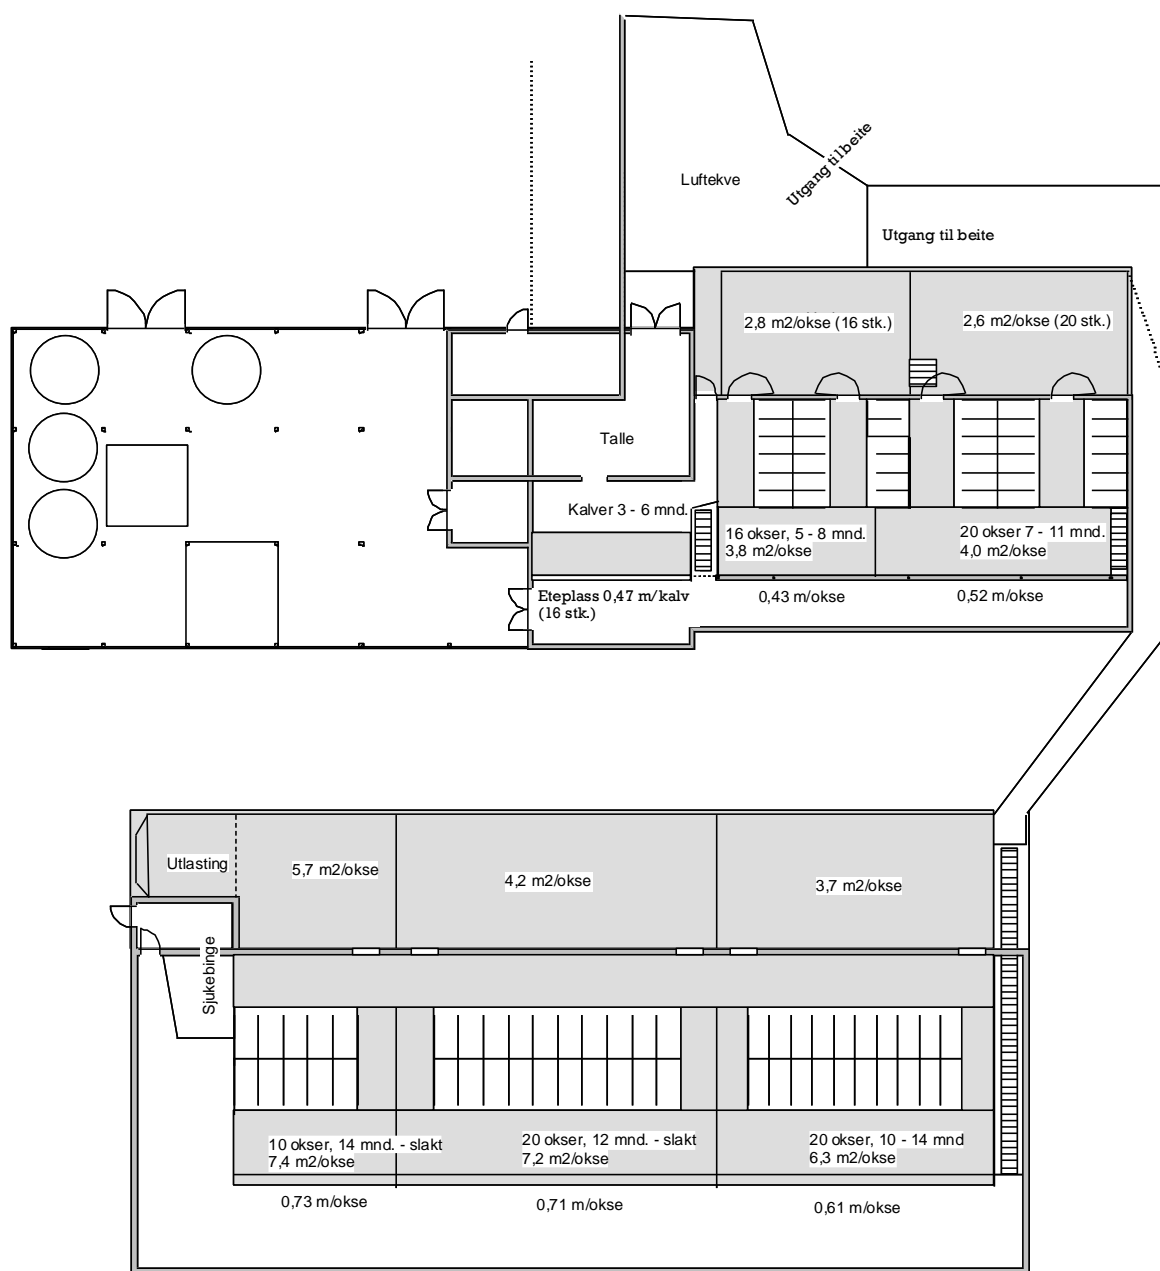 Luftekve
Utgang til beite
Utgang til beite
2,8 m2/okse (16 stk.)
2,6 m2/okse (20 stk.)
Talle
Kalver 3 - 6 mnd.
16 okser, 5 - 8 mnd.
3,8 m2/okse
20 okser 7 - 11 mnd.
4,0 m2/okse
Eteplass 0,47 m/kalv
(16 stk.)
0,43 m/okse
0,52 m/okse
Utlasting
5,7 m2/okse
4,2 m2/okse
3,7 m2/okse
Sjukebinge
10 okser, 14 mnd. - slakt
7,4 m2/okse
20 okser, 12 mnd. - slakt
7,2 m2/okse
20 okser, 10 - 14 mnd
6,3 m2/okse
0,73 m/okse
0,71 m/okse
0,61 m/okse